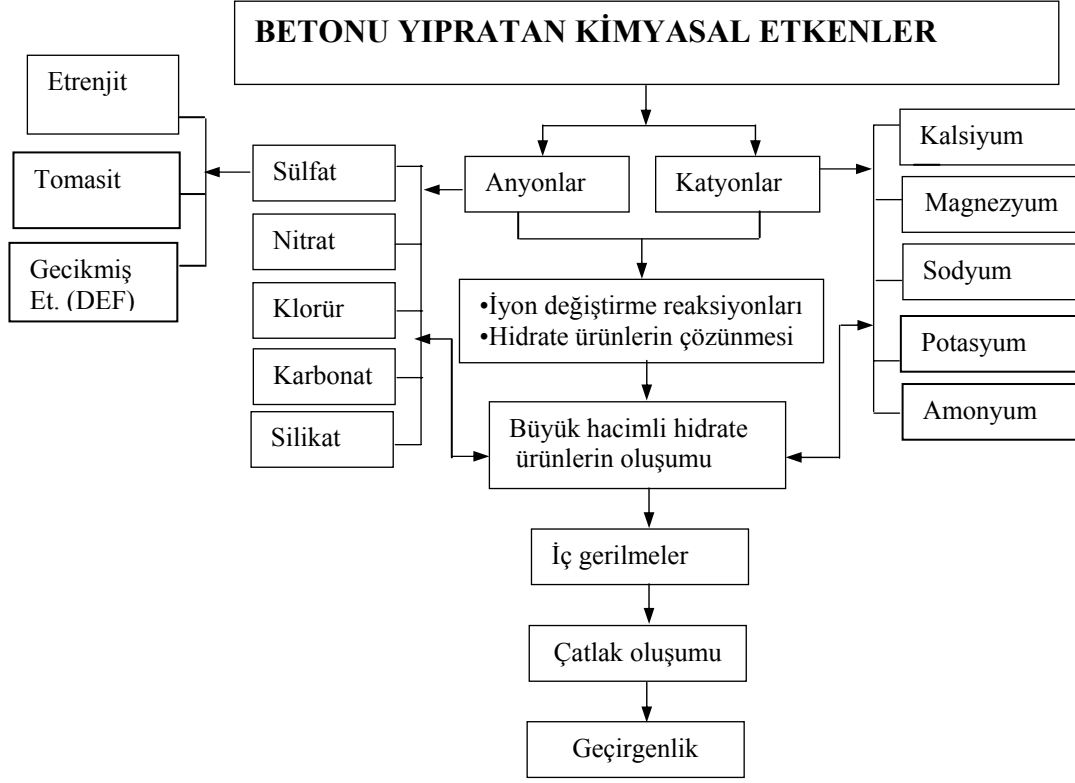 BETONU YIPRATAN KİMYASAL ETKENLER
Etrenjit
Tomasit
Gecikmiş
Et. (DEF)
Sülfat
Nitrat
Klorür
Karbonat
Silikat
Anyonlar
Katyonlar
Kalsiyum
Magnezyum
Sodyum
Potasyum
Amonyum
•İyon değiştirme reaksiyonları
•Hidrate ürünlerin çözünmesi
Büyük hacimli hidrate
ürünlerin oluşumu
İç gerilmeler
Çatlak oluşumu
Geçirgenlik